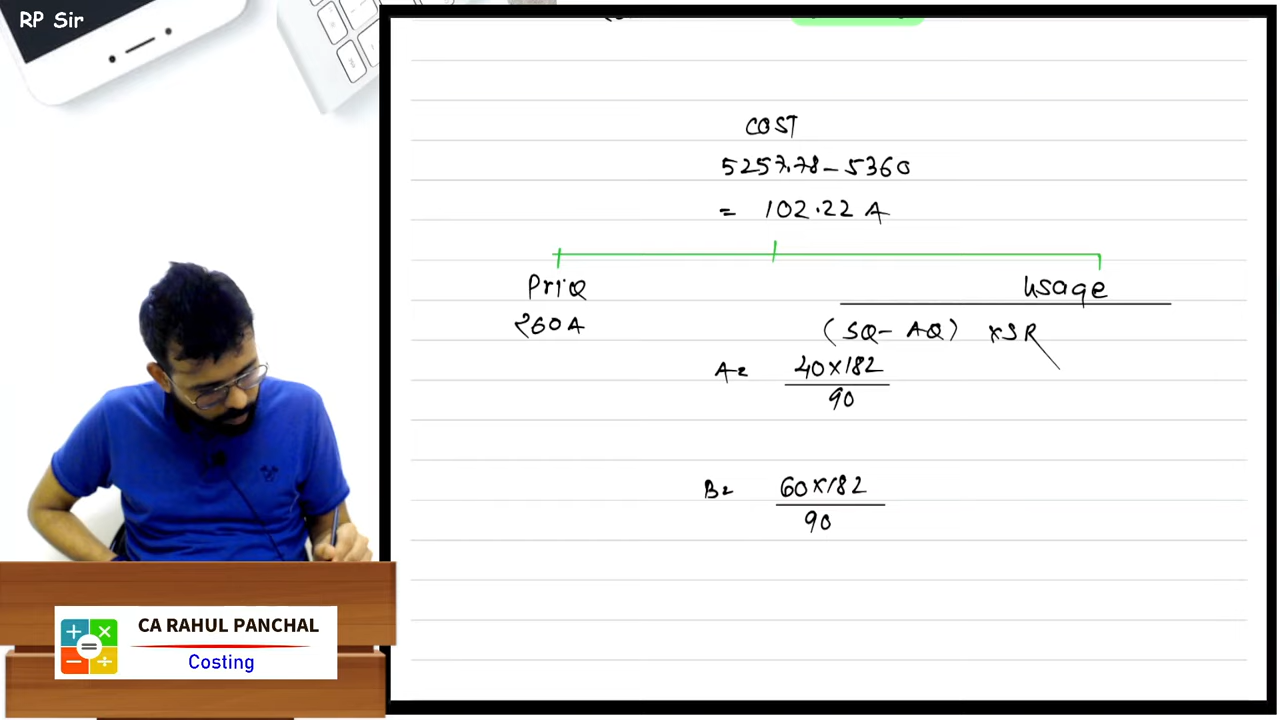 RP Sir
COST
5257.78 - 5360
= 102.22 A
Price
260A
Usage
(SQ - AQ) x SR
A = 40 x 182
90
B = 60 x 182
90
CA RAHUL PANCHAL
Costing